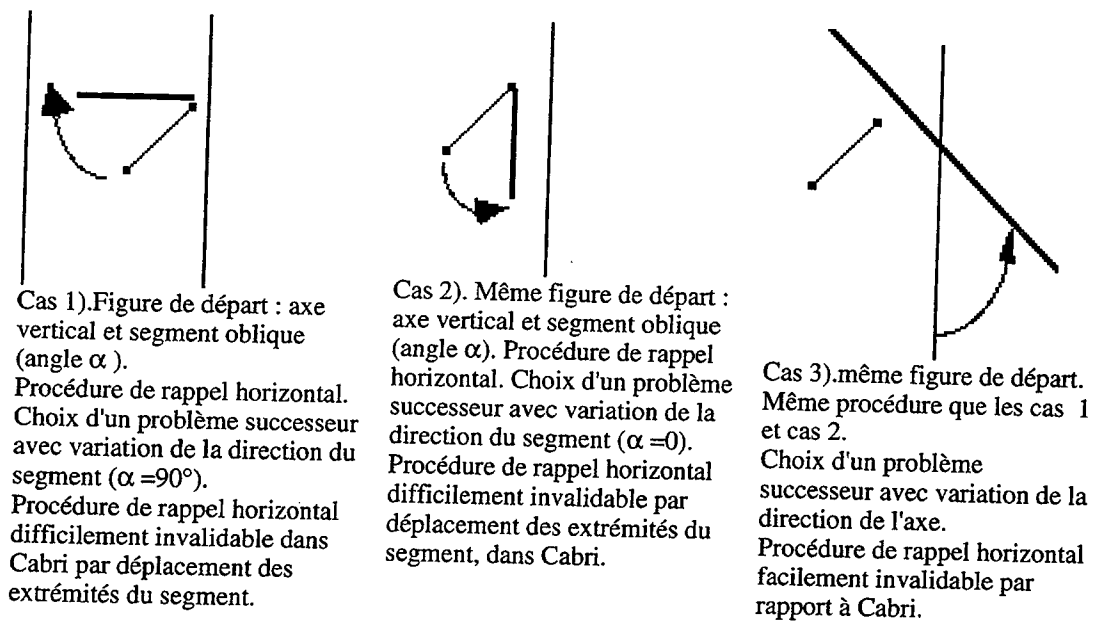 Cas 1).Figure de départ : axe
vertical et segment oblique
(angle α ).
Procédure de rappel horizontal.
Choix d'un problème successeur
avec variation de la direction du
segment (α =90°).
Procédure de rappel horizontal
difficilement invalidable dans
Cabri par déplacement des
extrémités du segment.
Cas 2). Même figure de départ :
axe vertical et segment oblique
(angle α). Procédure de rappel
horizontal. Choix d'un problème
successeur avec variation de la
direction du segment (α =0).
Procédure de rappel horizontal
difficilement invalidable par
déplacement des extrémités du
segment, dans Cabri.
Cas 3).même figure de départ.
Même procédure que les cas 1
et cas 2.
Choix d'un problème
successeur avec variation de la
direction de l'axe.
Procédure de rappel horizontal
facilement invalidable par
rapport à Cabri.